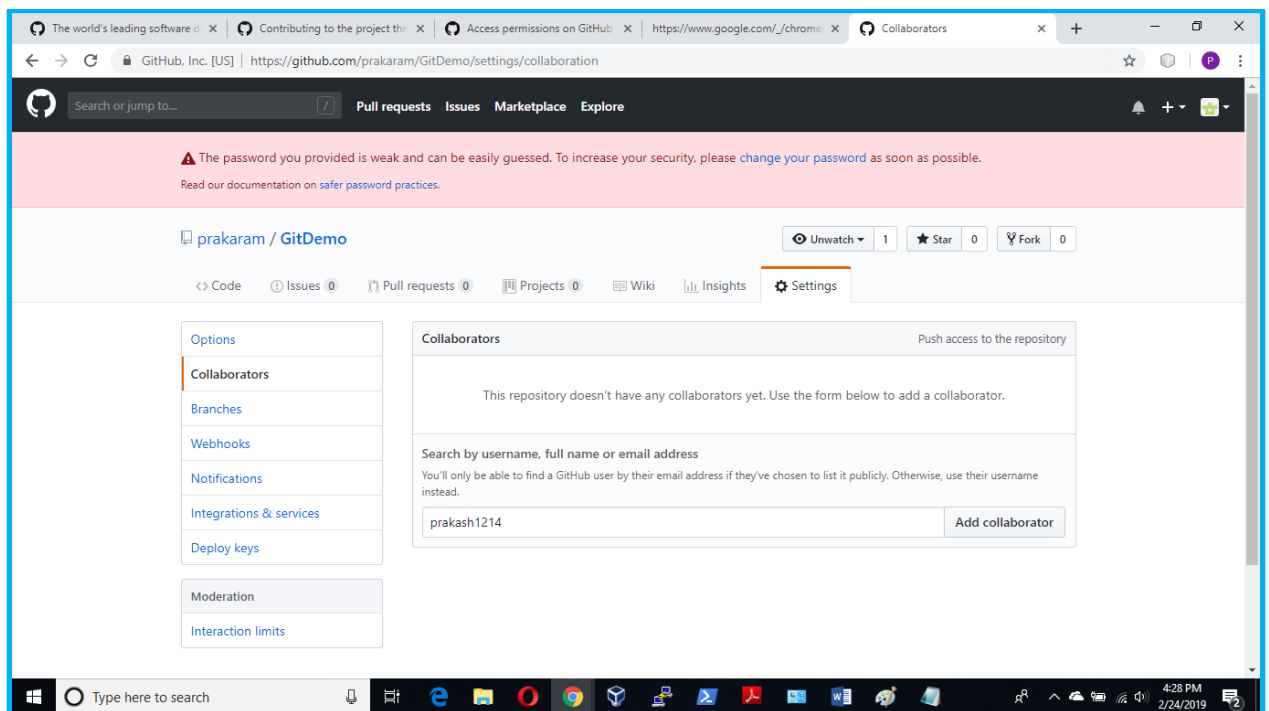 The world's leading software d
Contributing to the project thr
Access permissions on GitHub
https://www.google.com/_/chrome
Collaborators
GitHub, Inc. [US] | https://github.com/prakaram/GitDemo/settings/collaboration
P
Search or jump to...
/
Pull requests Issues Marketplace Explore
The password you provided is weak and can be easily guessed. To increase your security, please change your password as soon as possible.
Read our documentation on safer password practices.
prakaram / GitDemo
Unwatch 1
Star 0
Fork 0
Code
Issues 0
Pull requests 0
Projects 0
Wiki
Insights
Settings
Options
Collaborators
Branches
Webhooks
Notifications
Integrations & services
Deploy keys
Moderation
Interaction limits
Collaborators
Push access to the repository
This repository doesn't have any collaborators yet. Use the form below to add a collaborator.
Search by username, full name or email address
You'll only be able to find a GitHub user by their email address if they've chosen to list it publicly. Otherwise, use their username
instead.
prakash1214
Add collaborator
Type here to search
4:28 PM
2/24/2019
2